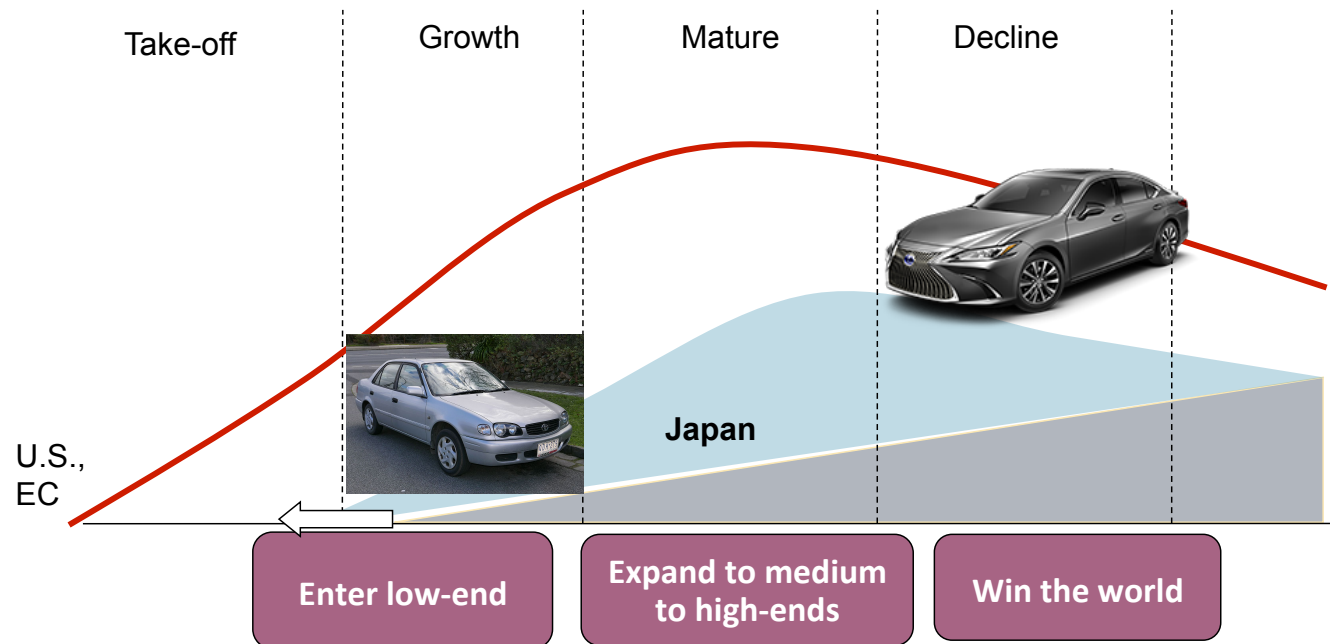 Take-off
Growth
Mature
Decline
Japan
U.S.,
EC
Enter low-end
Expand to medium
to high-ends
Win the world